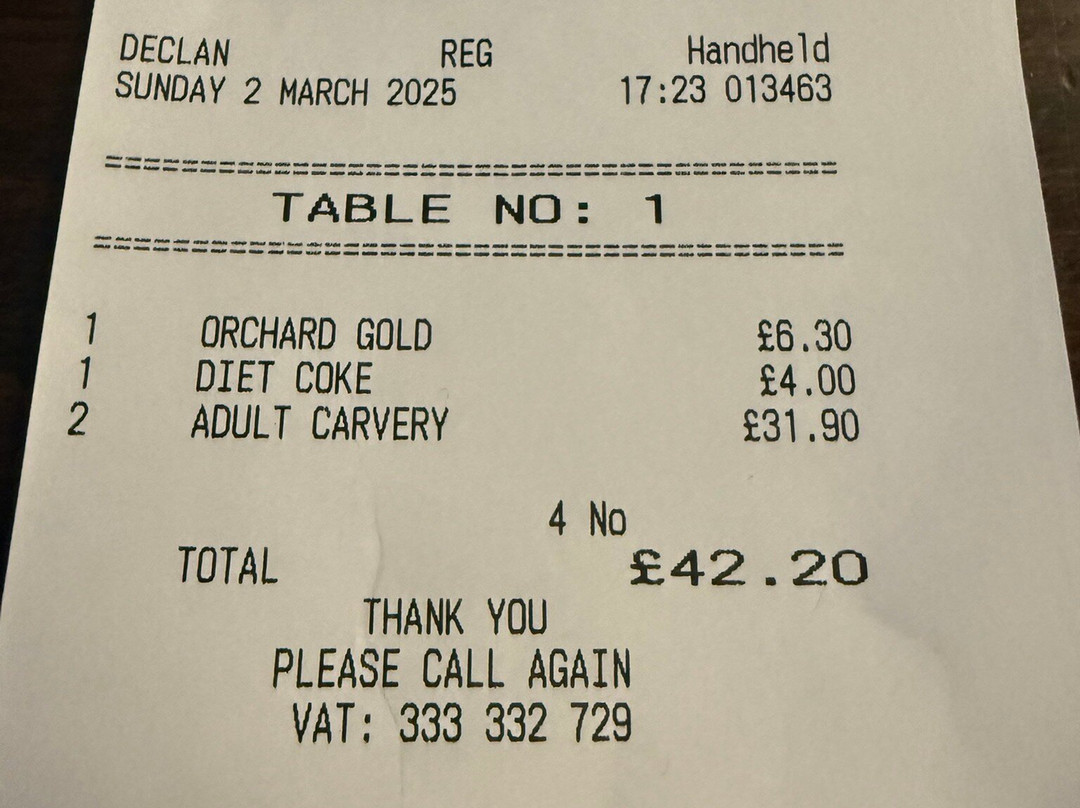 DECLAN REG Handheld
SUNDAY 2 MARCH 2025 17:23 013463
========================================
TABLE NO: 1
========================================
1 ORCHARD GOLD £6.30
1 DIET COKE £4.00
2 ADULT CARVERY £31.90
4 No
TOTAL £42.20
THANK YOU
PLEASE CALL AGAIN
VAT: 333 332 729